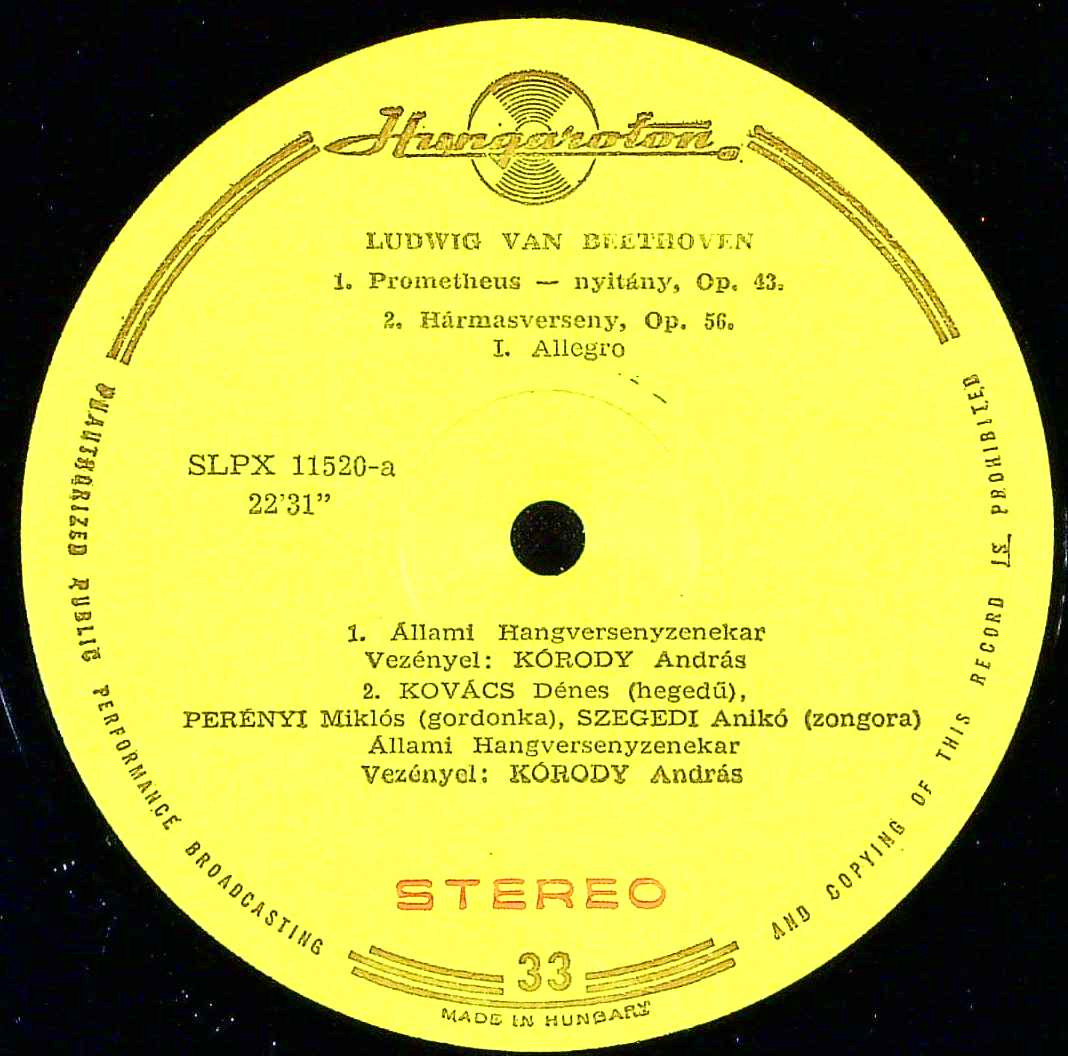 Hungaroton
LUDWIG VAN BEETHOVEN
1. Prometheus — nyitány, Op. 43.
2. Hármasverseny, Op. 56.
I. Allegro
SLPX 11520-a
22'31”
1. Állami Hangversenyzenekar
Vezényel: KÓRODY András
2. KOVÁCS Dénes (hegedű),
PERÉNYI Miklós (gordonka), SZEGEDI Anikó (zongora)
Állami Hangversenyzenekar
Vezényel: KÓRODY András
STEREO
33
MADE IN HUNGARY
UNAUTHORIZED PUBLIC PERFORMANCE BROADCASTING AND COPYING OF THIS RECORD IS PROHIBITED